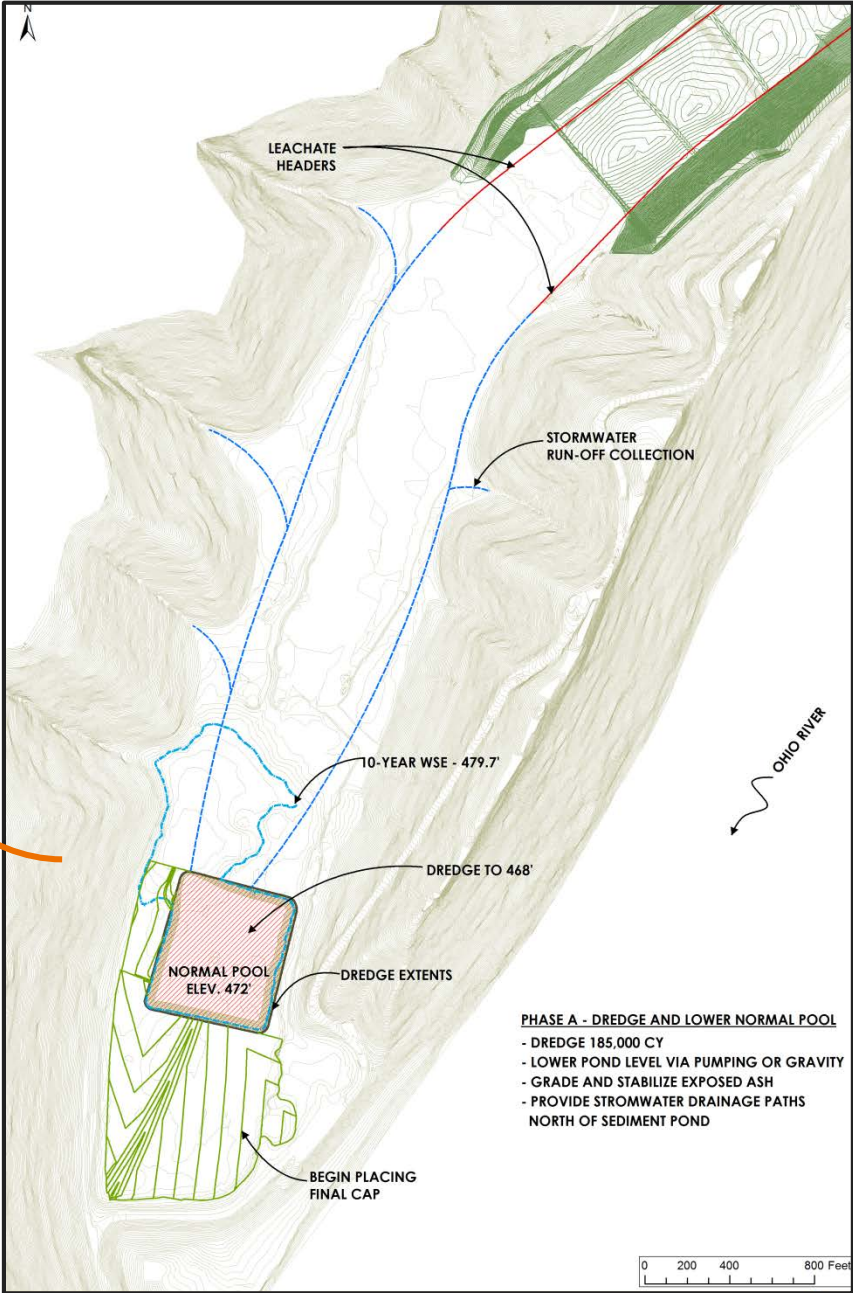 N
LEACHATE
HEADERS
STORMWATER
RUN-OFF COLLECTION
OHIO RIVER
10-YEAR WSE - 479.7'
DREDGE TO 468'
NORMAL POOL
ELEV. 472'
DREDGE EXTENTS
PHASE A - DREDGE AND LOWER NORMAL POOL
- DREDGE 185,000 CY
- LOWER POND LEVEL VIA PUMPING OR GRAVITY
- GRADE AND STABILIZE EXPOSED ASH
- PROVIDE STROMWATER DRAINAGE PATHS
NORTH OF SEDIMENT POND
BEGIN PLACING
FINAL CAP
0 200 400 800 Feet